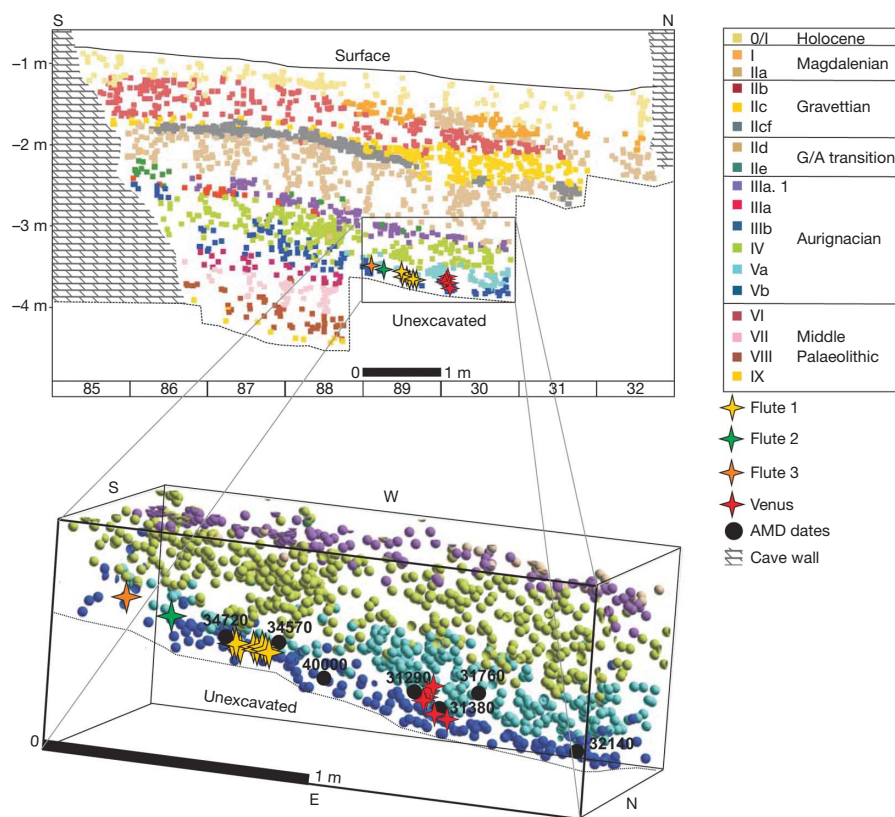 S
N
Surface
−1 m
−2 m
−3 m
−4 m
Unexcavated
0 1 m
85 86 87 88 89 30 31 32
0/I Holocene
I
Magdalenian
IIa
IIb
IIc Gravettian
IIcf
IId
G/A transition
IIe
IIIa. 1
IIIa
IIIb
Aurignacian
IV
Va
Vb
VI
VII Middle
VIII Palaeolithic
IX
Flute 1
Flute 2
Flute 3
Venus
AMD dates
Cave wall
S
W
34720
34570
40000
31290
31760
31380
32140
Unexcavated
0
1 m
E
N